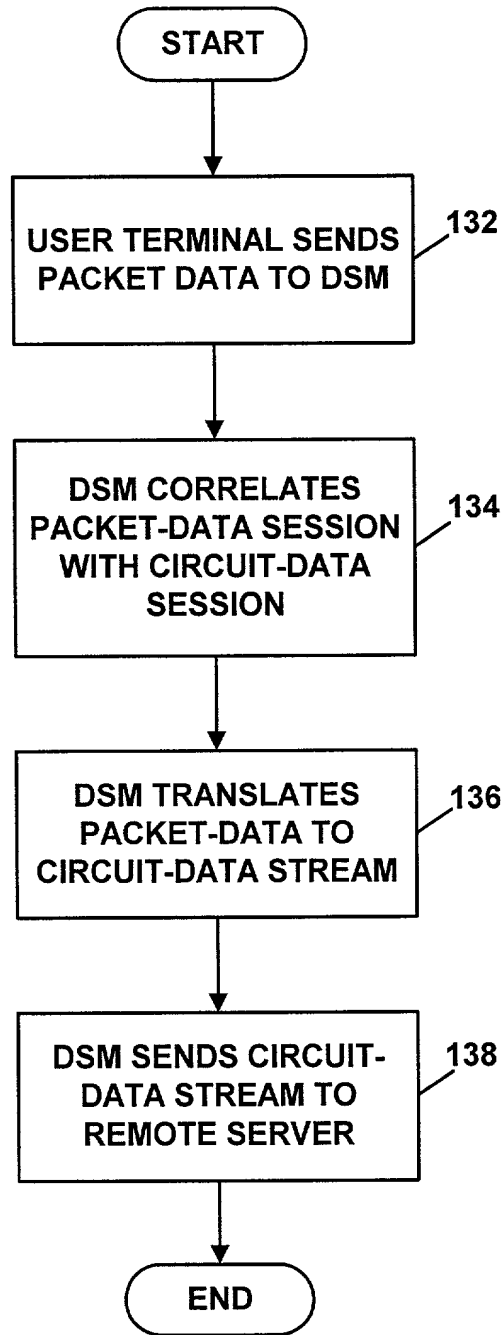 START
USER TERMINAL SENDS
PACKET DATA TO DSM
132
DSM CORRELATES
PACKET-DATA SESSION
WITH CIRCUIT-DATA
SESSION
134
DSM TRANSLATES
PACKET-DATA TO
CIRCUIT-DATA STREAM
136
DSM SENDS CIRCUIT-
DATA STREAM TO
REMOTE SERVER
138
END